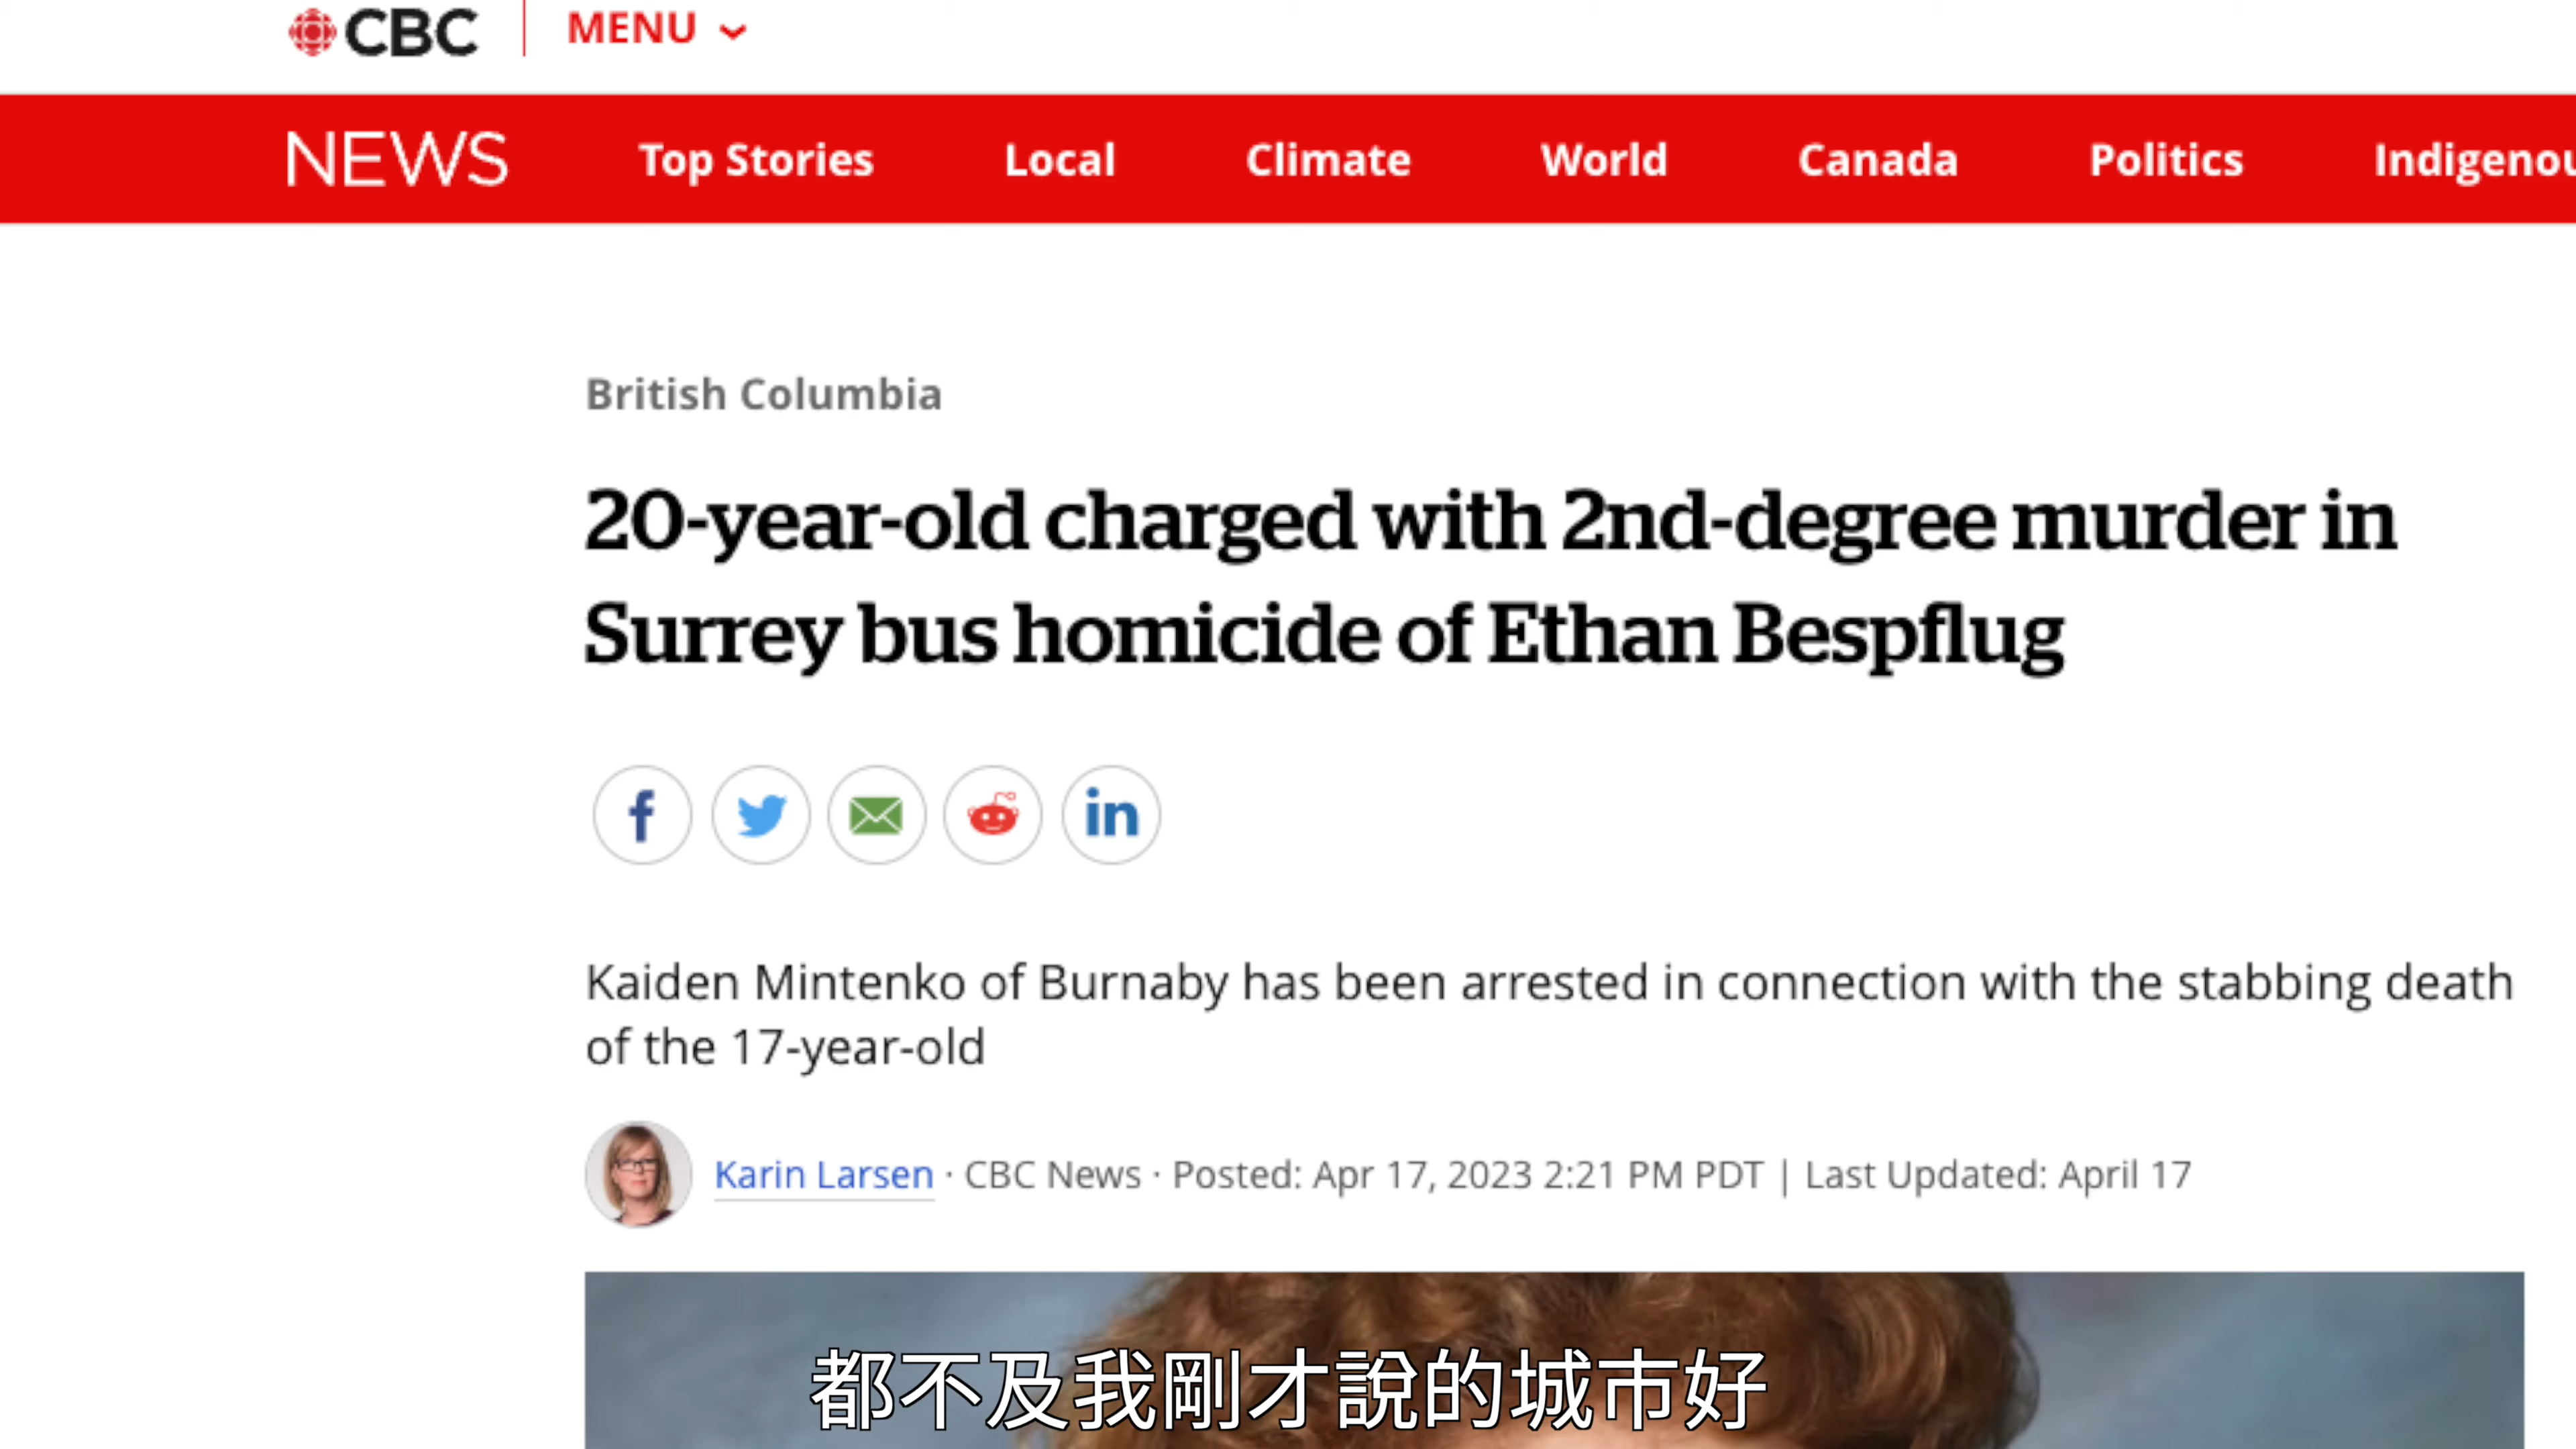 CBC MENU
NEWS Top Stories Local Climate World Canada Politics Indigenou
British Columbia
20-year-old charged with 2nd-degree murder in
Surrey bus homicide of Ethan Bespflug
Kaiden Mintenko of Burnaby has been arrested in connection with the stabbing death
of the 17-year-old
Karin Larsen · CBC News · Posted: Apr 17, 2023 2:21 PM PDT | Last Updated: April 17
都不及我剛才說的城市好